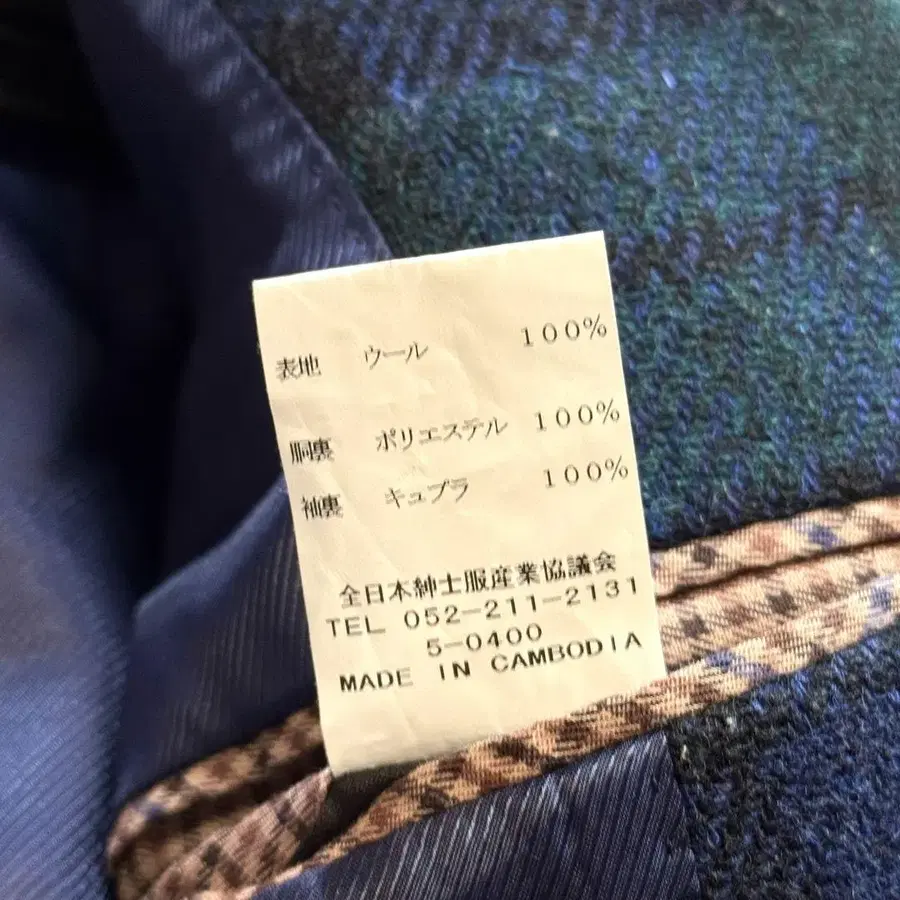 表地 ウール 100%
胴裏 ポリエステル 100%
袖裏 キュプラ 100%
全日本紳士服産業協議会
TEL 052-211-2131
5-0400
MADE IN CAMBODIA